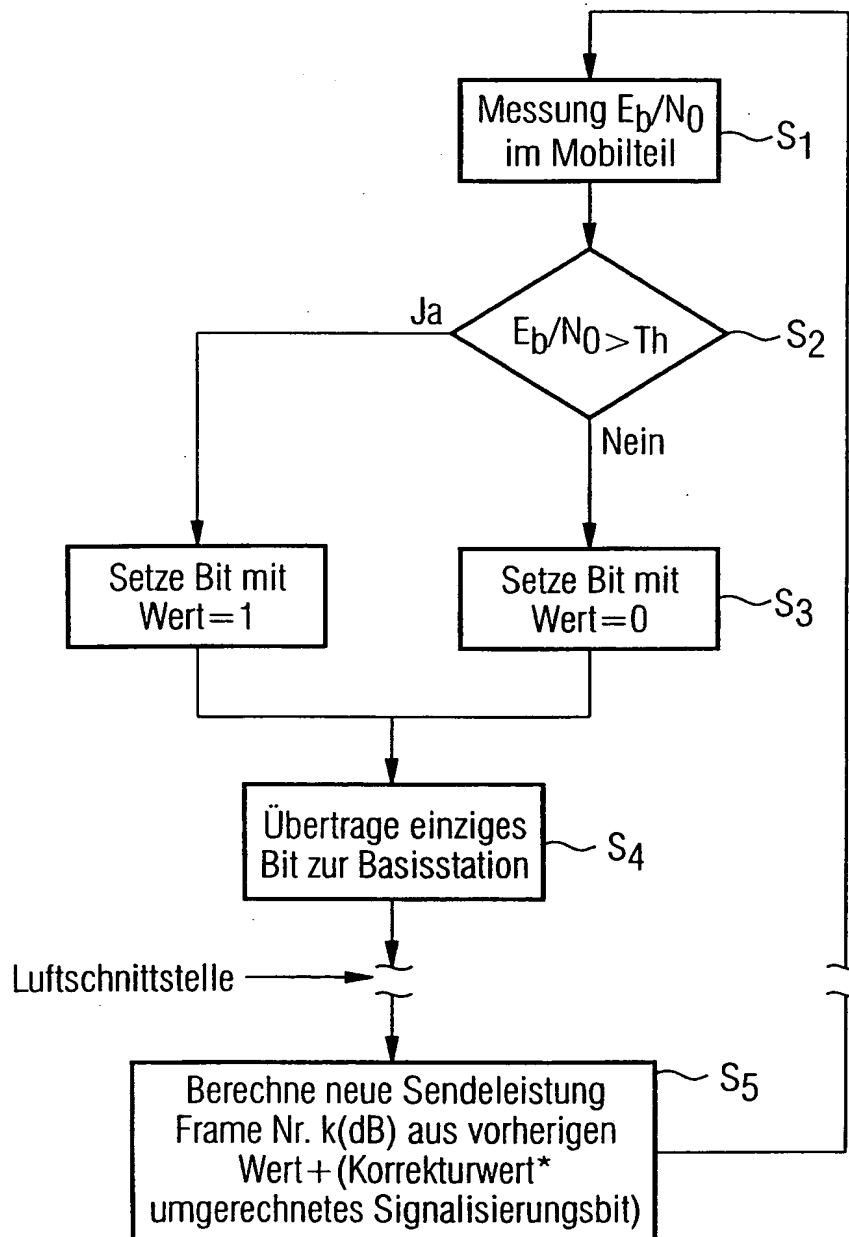 Messung Eb/N0
im Mobilteil
S1
Ja
Eb/N0>Th
S2
Nein
Setze Bit mit
Wert=1
Setze Bit mit
Wert=0
S3
Übertrage einziges
Bit zur Basisstation
S4
Luftschnittstelle
Berechne neue Sendeleistung
Frame Nr. k(dB) aus vorherigen
Wert+(Korrekturwert*
umgerechnetes Signalisierungsbit)
S5